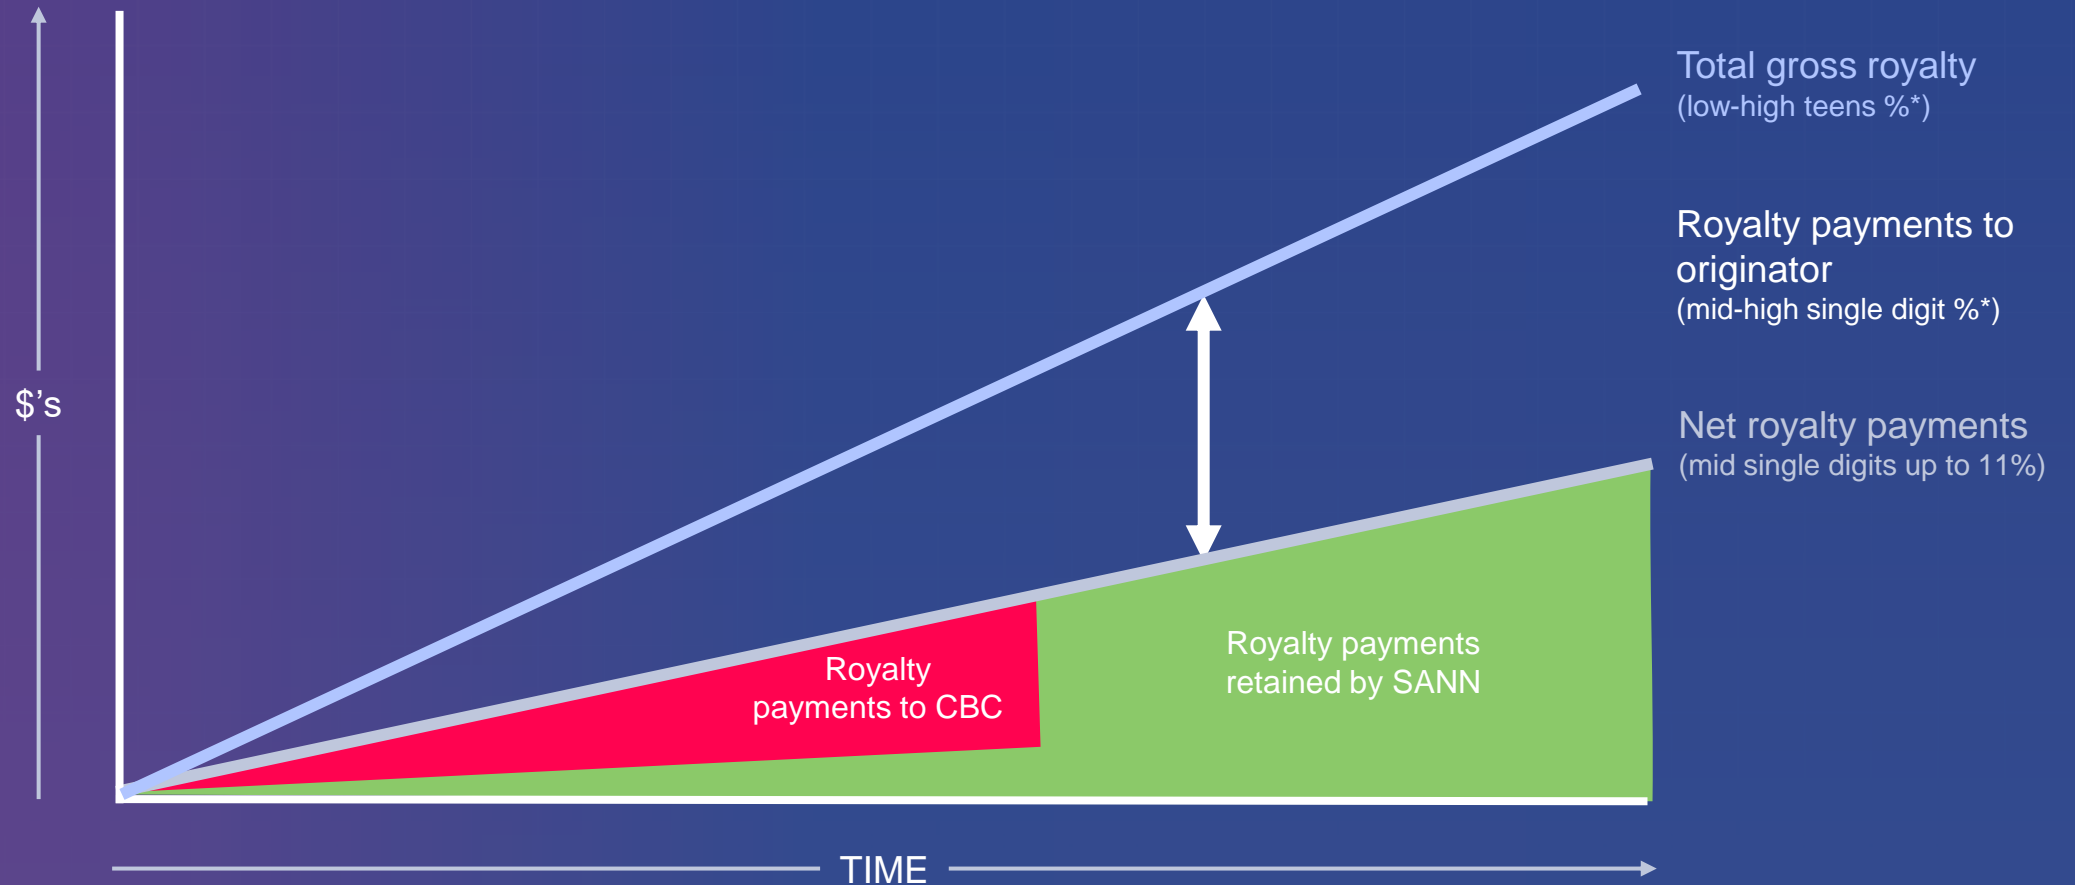 Total gross royalty
(low-high teens %*)
Royalty payments to
originator
(mid-high single digit %*)
$’s
Net royalty payments
(mid single digits up to 11%)
Royalty
payments to CBC
Royalty payments
retained by SANN
TIME